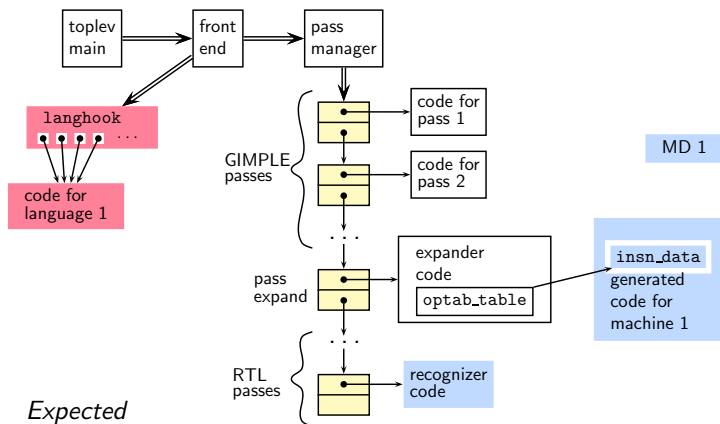 toplev
main
front
end
pass
manager
langhook
. . .
code for
language 1
GIMPLE
passes
code for
pass 1
code for
pass 2
MD 1
. . .
pass
expand
expander
code
optab_table
insn_data
generated
code for
machine 1
. . .
RTL
passes
recognizer
code
Expected